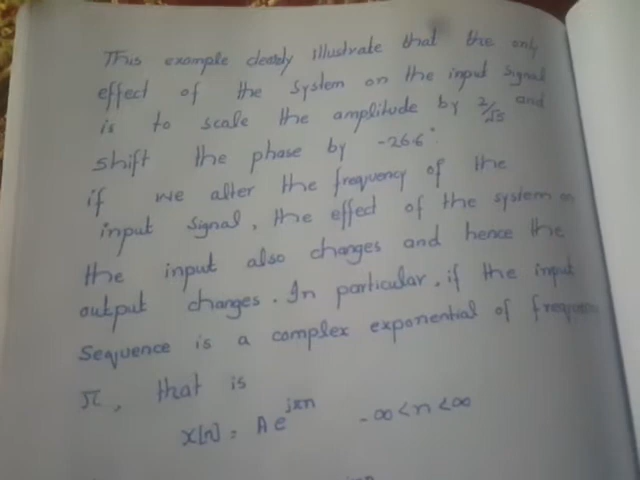 This example clearly illustrate that the only
effect of the system on the input signal
is to scale the amplitude by 2/√5 and
shift the phase by -26.6°.
if we alter the frequency of the
input signal, the effect of the system on
the input also changes and hence the
output changes. In particular, if the input
Sequence is a complex exponential of frequency
π, that is
x[n] = A e^jπn -∞<n<∞